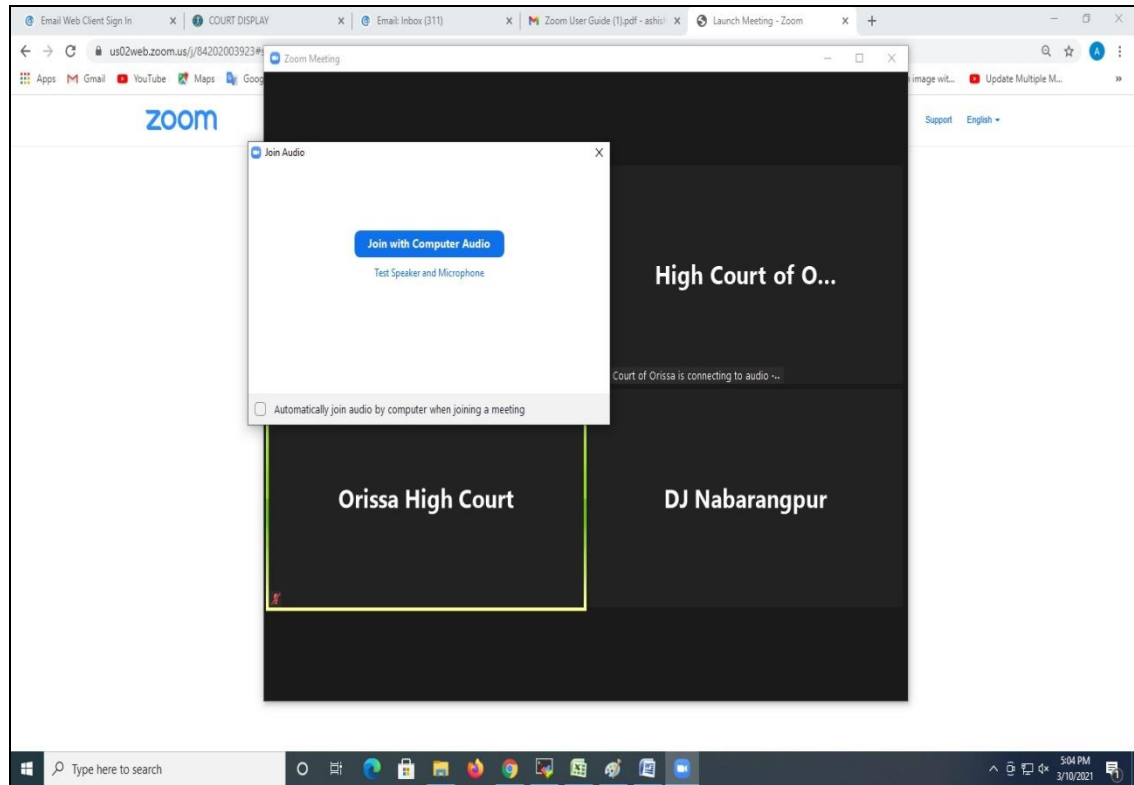 Email Web Client Sign In
COURT DISPLAY
Email: Inbox (311)
Zoom User Guide (1).pdf - ashis
Launch Meeting - Zoom
us02web.zoom.us/j/84202003923#
A
Apps
Gmail
YouTube
Maps
Goog
image wit...
Update Multiple M...
zoom
Support
English
Zoom Meeting
Join Audio
Join with Computer Audio
Test Speaker and Microphone
Automatically join audio by computer when joining a meeting
High Court of O...
Court of Orissa is connecting to audio -..
Orissa High Court
DJ Nabarangpur
Type here to search
5:04 PM
3/10/2021
1